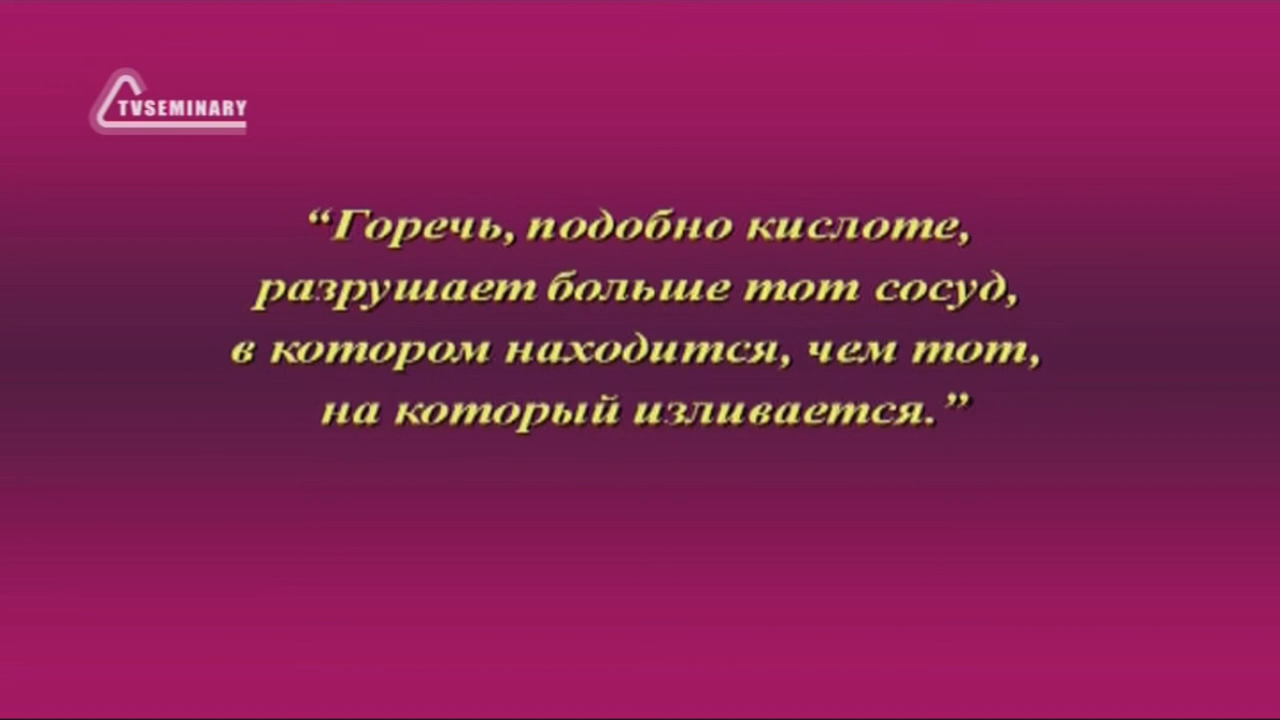 TVSEMINARY
“Горечь, подобно кислоте,
разрушает больше тот сосуд,
в котором находится, чем тот,
на который изливается.”